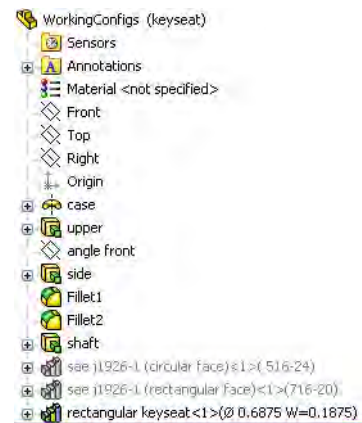 WorkingConfigs (keyseat)
Sensors
A Annotations
Material <not specified>
Front
Top
Right
Origin
case
upper
angle front
side
Fillet1
Fillet2
shaft
sae j1926-1 (circular face)<1>( 516-24)
sae j1926-1 (rectangular face)<1>(716-20)
rectangular keyseat<1>(Ø 0.6875 W=0.1875)